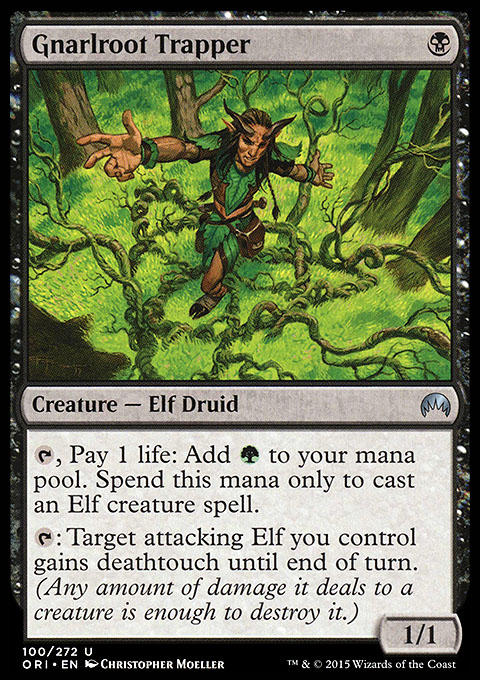 Gnarlroot Trapper
Creature — Elf Druid
, Pay 1 life: Add to your mana
pool. Spend this mana only to cast
an Elf creature spell.
: Target attacking Elf you control
gains deathtouch until end of turn.
(Any amount of damage it deals to a
creature is enough to destroy it.)
1/1
100/272 U
ORI • EN Christopher Moeller
™ & © 2015 Wizards of the Coast